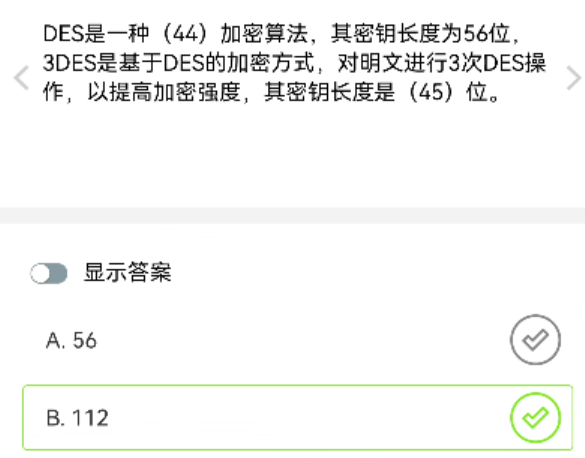 DES是一种（44）加密算法，其密钥长度为56位，
3DES是基于DES的加密方式，对明文进行3次DES操
作，以提高加密强度，其密钥长度是（45）位。
显示答案
A. 56
B. 112